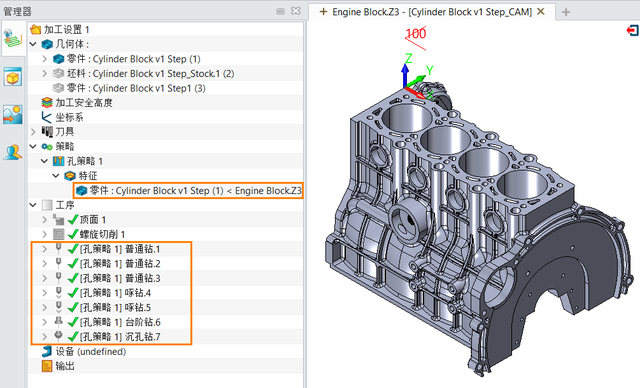 管理器
加工设置 1
几何体 :
零件 : Cylinder Block v1 Step (1)
坯料 : Cylinder Block v1 Step_Stock.1 (2)
零件 : Cylinder Block v1 Step1 (3)
加工安全高度
坐标系
刀具
策略
孔策略 1
特征
零件 : Cylinder Block v1 Step (1) < Engine Block.Z3
工序
顶面 1
螺旋切削 1
[孔策略 1] 普通钻.1
[孔策略 1] 普通钻.2
[孔策略 1] 普通钻.3
[孔策略 1] 啄钻.4
[孔策略 1] 啄钻.5
[孔策略 1] 台阶钻.6
[孔策略 1] 沉孔钻.7
设备 (undefined)
输出
Engine Block.Z3 - [Cylinder Block v1 Step_CAM]
100
Z
Y